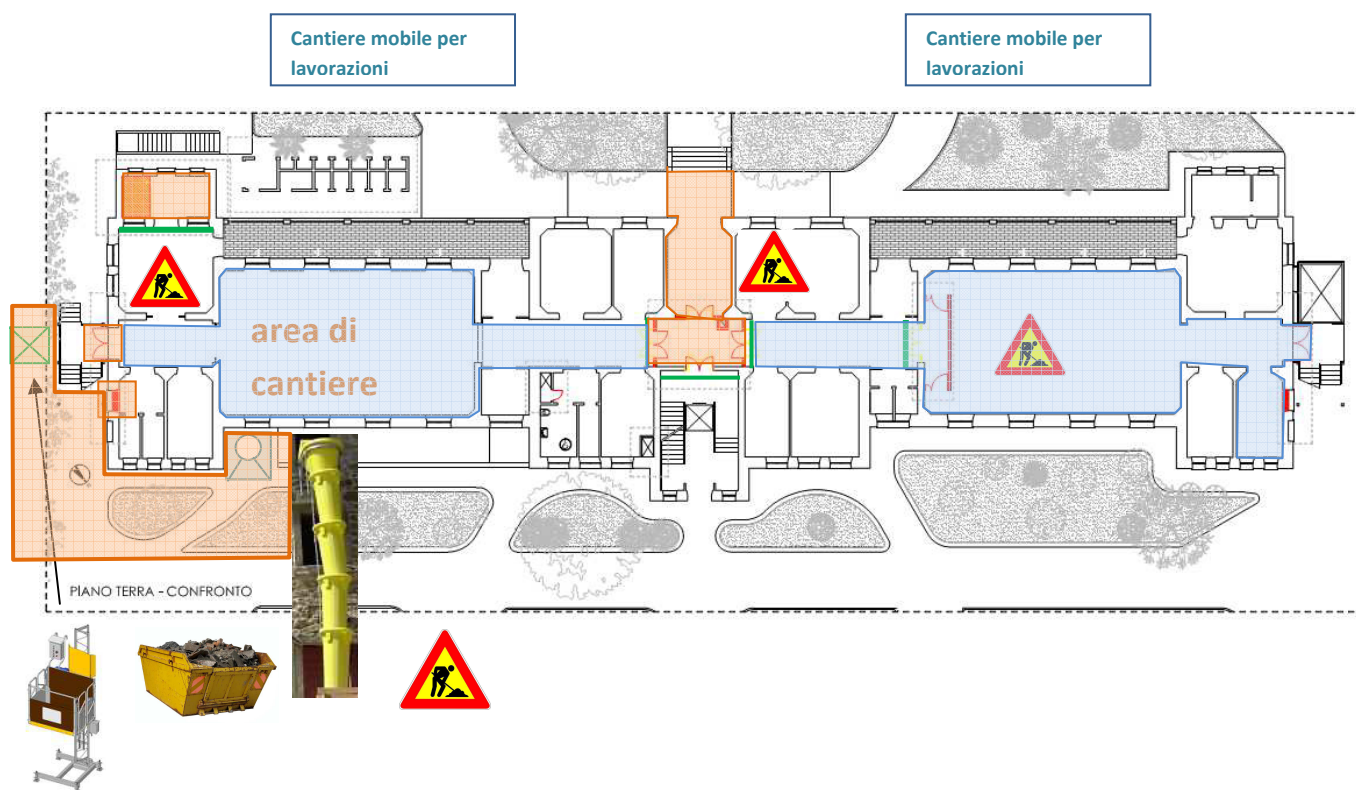 Cantiere mobile per
lavorazioni
Cantiere mobile per
lavorazioni
area di
cantiere
PIANO TERRA - CONFRONTO